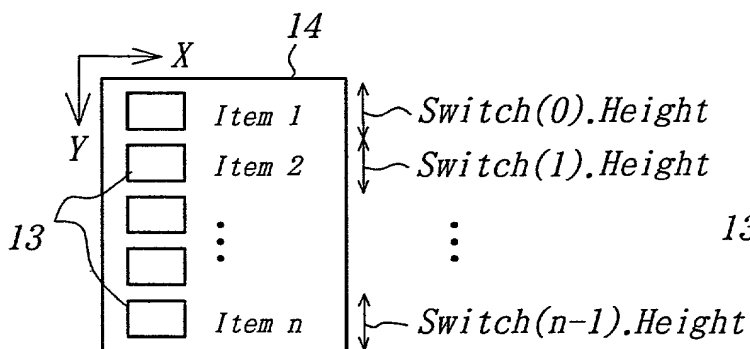 14
X
Y
Item 1
Switch(0).Height
Item 2
Switch(1).Height
13
13
Item n
Switch(n-1).Height